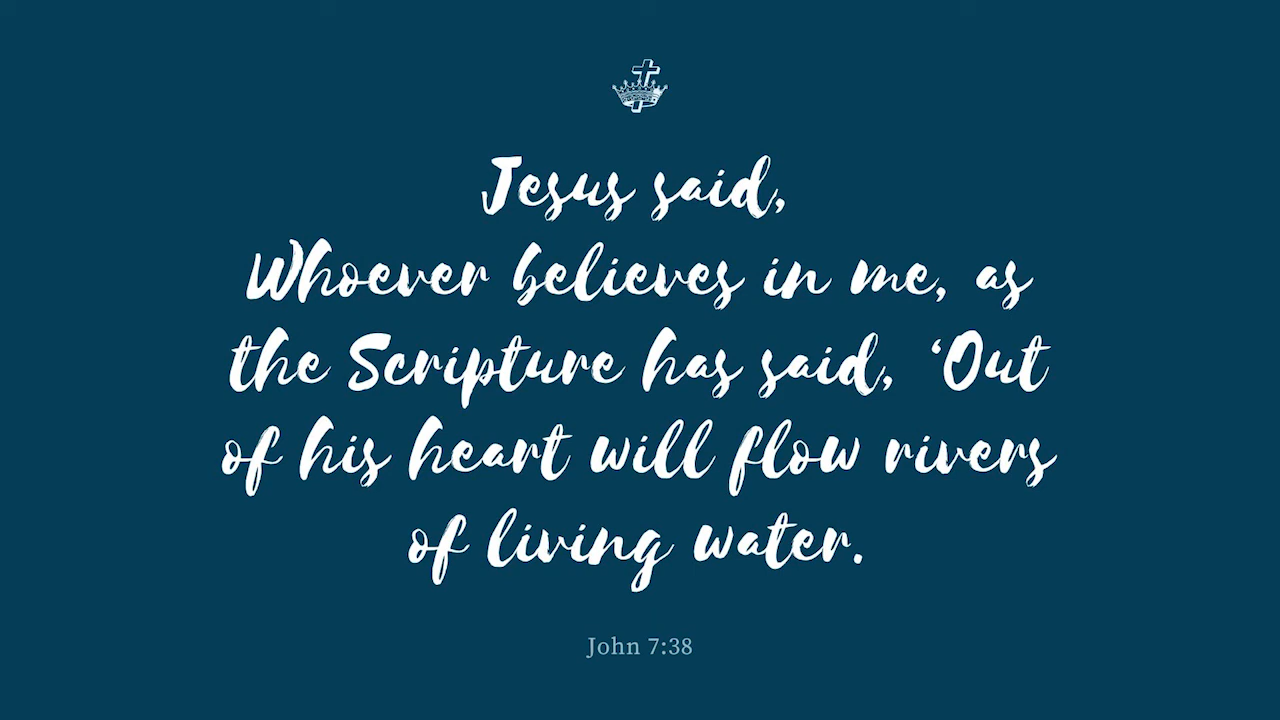 Jesus said,
Whoever believes in me, as
the Scripture has said, ‘Out
of his heart will flow rivers
of living water.
John 7:38